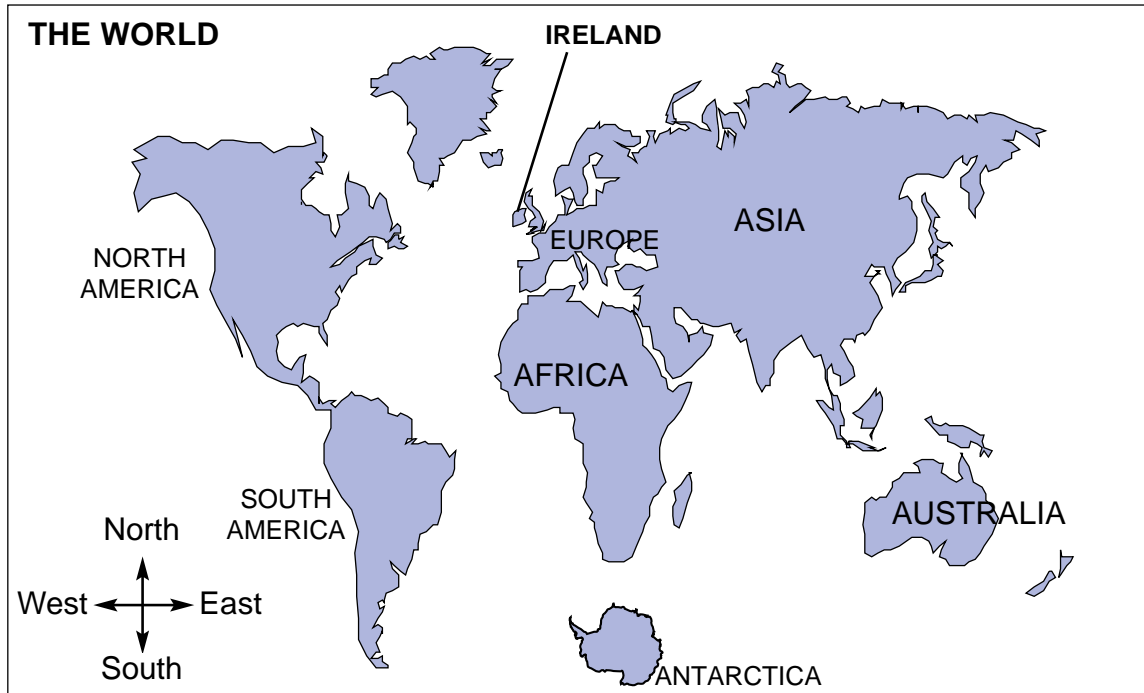 THE WORLD
IRELAND
ASIA
EUROPE
NORTH
AMERICA
AFRICA
SOUTH
AMERICA
AUSTRALIA
North
West
East
South
ANTARCTICA